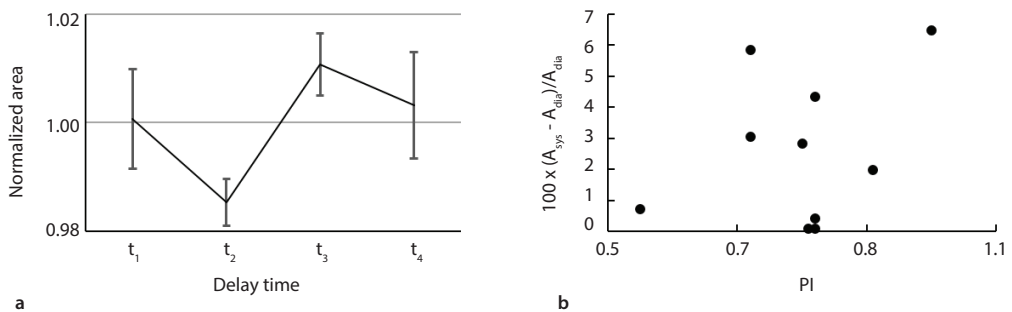 1.02
1.00
0.98
Normalized area
t1 t2 t3 t4
Delay time
a
7
6
5
4
3
2
1
0
100 x (Asys - Adia)/Adia
0.5 0.7 0.8 1.1
PI
b